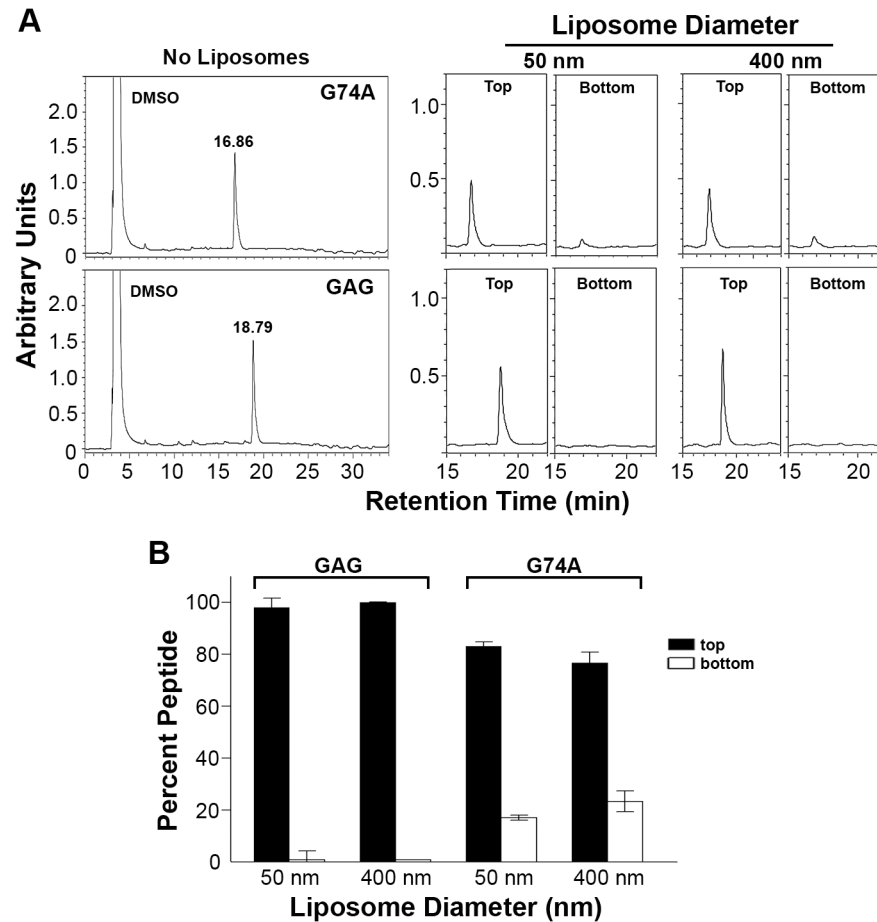 A
No Liposomes
Liposome Diameter
50 nm
400 nm
Arbitrary Units
2.0
1.5
1.0
0.5
0
DMSO
G74A
16.86
1.0
0.5
Top
Bottom
Top
Bottom
2.0
1.5
1.0
0.5
0
DMSO
GAG
18.79
1.0
0.5
Top
Bottom
Top
Bottom
0 5 10 15 20 25 30
15 20
15 20
15 20
15 20
Retention Time (min)
B
GAG
G74A
Percent Peptide
100
80
60
40
20
0
top
bottom
50 nm 400 nm 50 nm 400 nm
Liposome Diameter (nm)